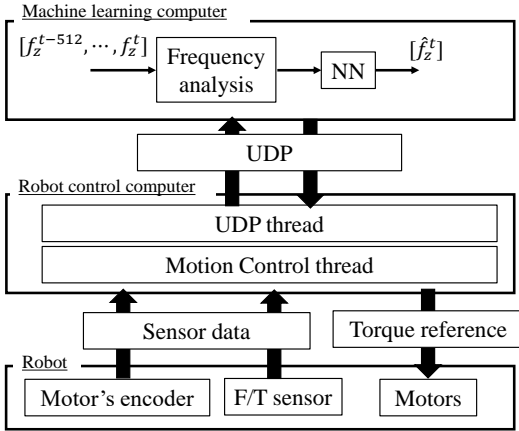 Machine learning computer
[f_z^{t-512}, ⋯, f_z^t]
Frequency
analysis
NN
[f̂_z^t]
UDP
Robot control computer
UDP thread
Motion Control thread
Sensor data
Torque reference
Robot
Motor's encoder
F/T sensor
Motors